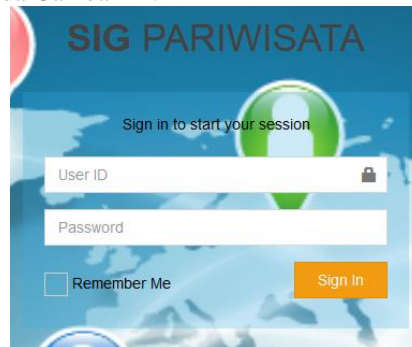 SIG PARIWISATA
Sign in to start your session
User ID
Password
Remember Me
Sign In